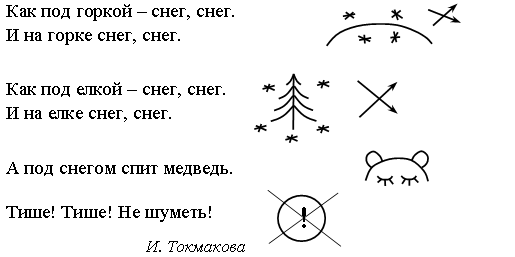 Как под горкой – снег, снег.
И на горке снег, снег.
Как под елкой – снег, снег.
И на елке снег, снег.
А под снегом спит медведь.
Тише! Тише! Не шуметь!
!
И. Токмакова